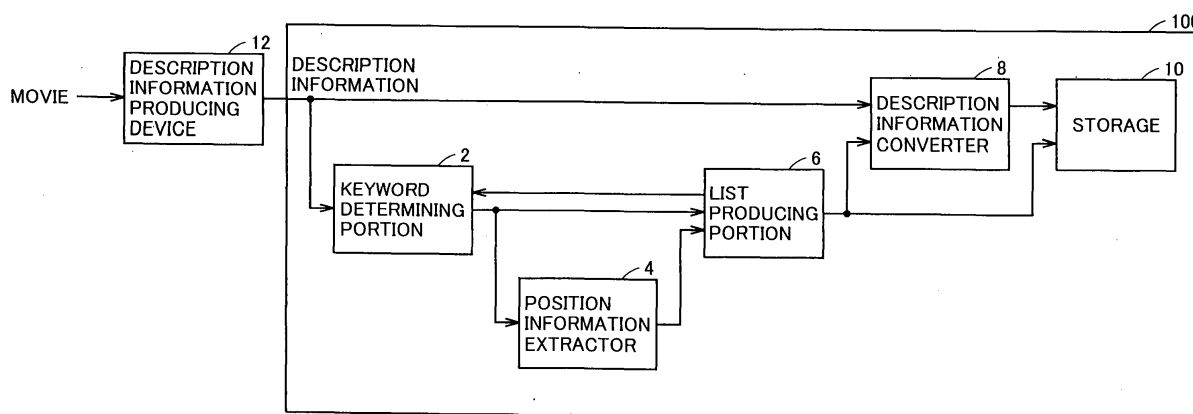 100
12
DESCRIPTION
INFORMATION
PRODUCING
DEVICE
MOVIE
DESCRIPTION
INFORMATION
8
DESCRIPTION
INFORMATION
CONVERTER
10
STORAGE
2
KEYWORD
DETERMINING
PORTION
6
LIST
PRODUCING
PORTION
4
POSITION
INFORMATION
EXTRACTOR